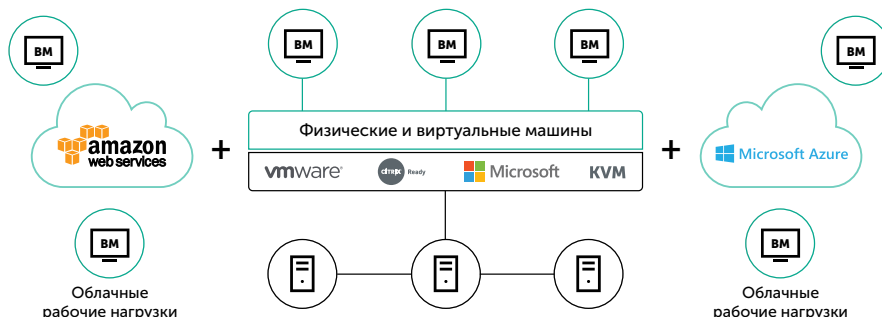 ВМ
ВМ
ВМ
ВМ
ВМ
amazon
web services
+
Физические и виртуальные машины
vmware®
CITRIX® Ready
Microsoft
KVM
+
Microsoft Azure
ВМ
ВМ
Облачные
рабочие нагрузки
Облачные
рабочие нагрузки